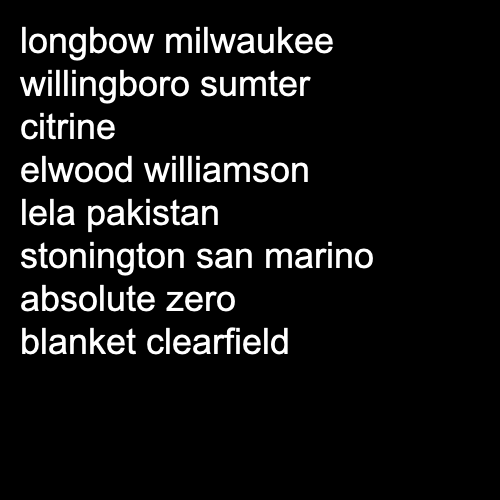 longbow milwaukee
willingboro sumter
citrine
elwood williamson
lela pakistan
stonington san marino
absolute zero
blanket clearfield